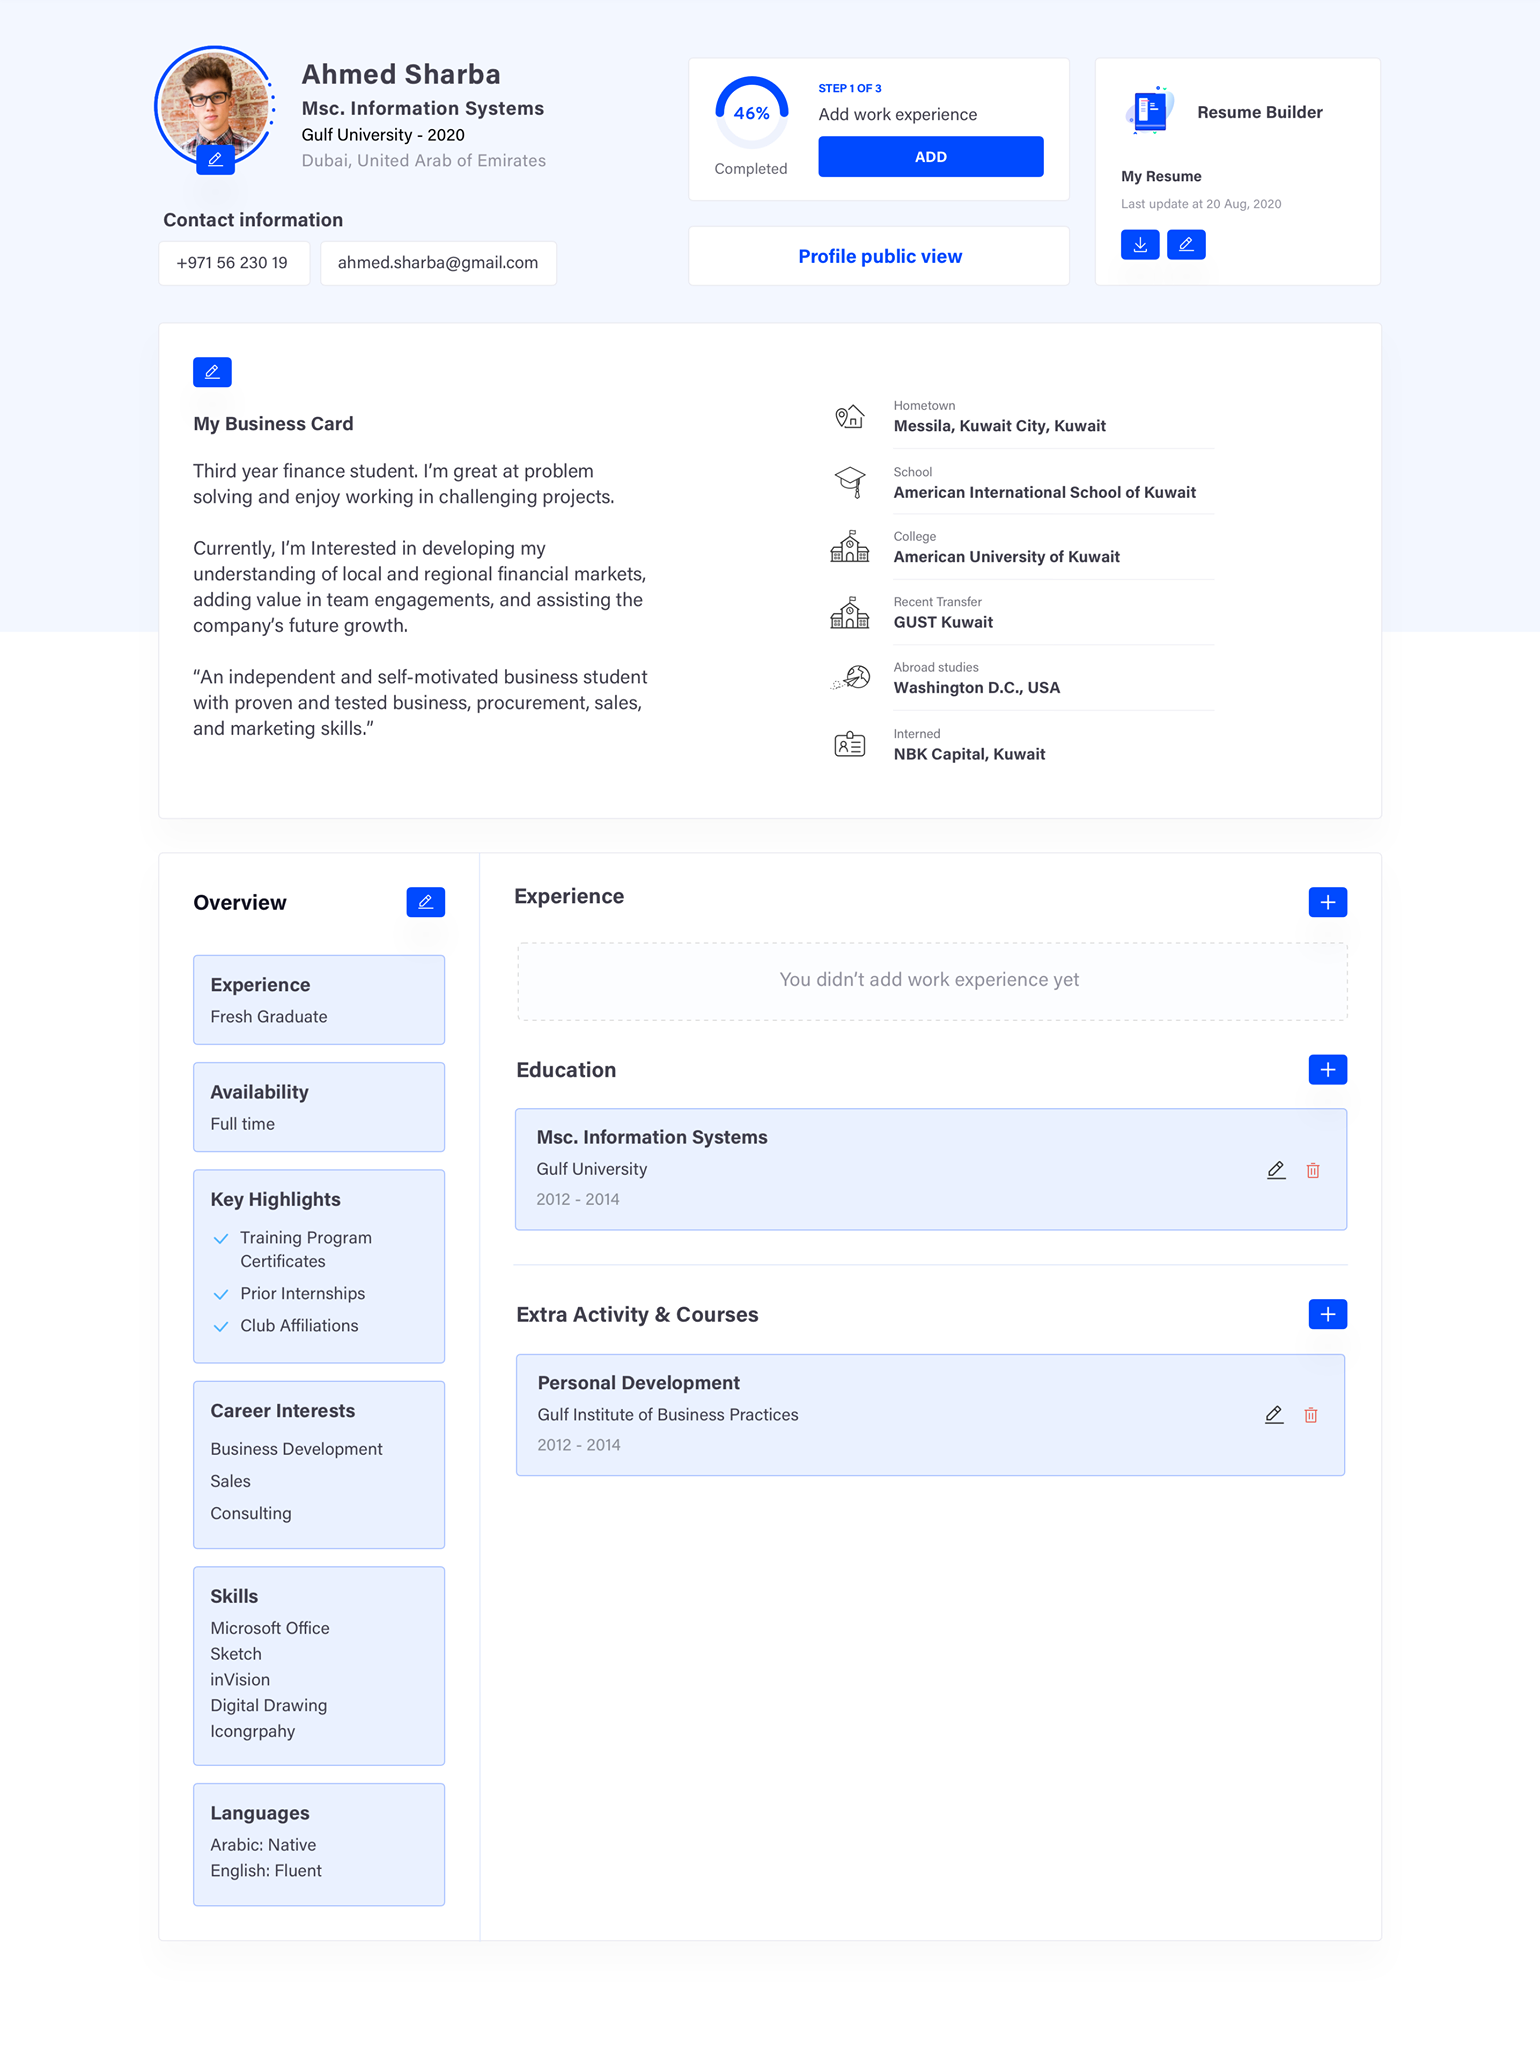 Ahmed Sharba
Msc. Information Systems
Gulf University - 2020
Dubai, United Arab of Emirates
Contact information
+971 56 230 19
ahmed.sharba@gmail.com
46%
Completed
STEP 1 OF 3
Add work experience
ADD
Profile public view
Resume Builder
My Resume
Last update at 20 Aug, 2020
My Business Card
Third year finance student. I’m great at problem
solving and enjoy working in challenging projects.
Currently, I’m Interested in developing my
understanding of local and regional financial markets,
adding value in team engagements, and assisting the
company’s future growth.
“An independent and self-motivated business student
with proven and tested business, procurement, sales,
and marketing skills.”
Hometown
Messila, Kuwait City, Kuwait
School
American International School of Kuwait
College
American University of Kuwait
Recent Transfer
GUST Kuwait
Abroad studies
Washington D.C., USA
Interned
NBK Capital, Kuwait
Overview
Experience
Fresh Graduate
Availability
Full time
Key Highlights
Training Program
Certificates
Prior Internships
Club Affiliations
Career Interests
Business Development
Sales
Consulting
Skills
Microsoft Office
Sketch
inVision
Digital Drawing
Icongrpahy
Languages
Arabic: Native
English: Fluent
Experience
You didn’t add work experience yet
Education
Msc. Information Systems
Gulf University
2012 - 2014
Extra Activity & Courses
Personal Development
Gulf Institute of Business Practices
2012 - 2014